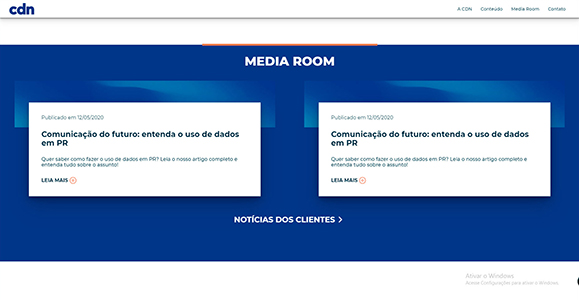 cdn
A CDN Conteúdo Media Room Contato
MEDIA ROOM
Publicado em 12/05/2020
Comunicação do futuro: entenda o uso de dados
em PR
Quer saber como fazer o uso de dados em PR? Leia o nosso artigo completo e
entenda tudo sobre o assunto!
LEIA MAIS
Publicado em 12/05/2020
Comunicação do futuro: entenda o uso de dados
em PR
Quer saber como fazer o uso de dados em PR? Leia o nosso artigo completo e
entenda tudo sobre o assunto!
LEIA MAIS
NOTÍCIAS DOS CLIENTES
Ativar o Windows
Acesse Configurações para ativar o Windows.